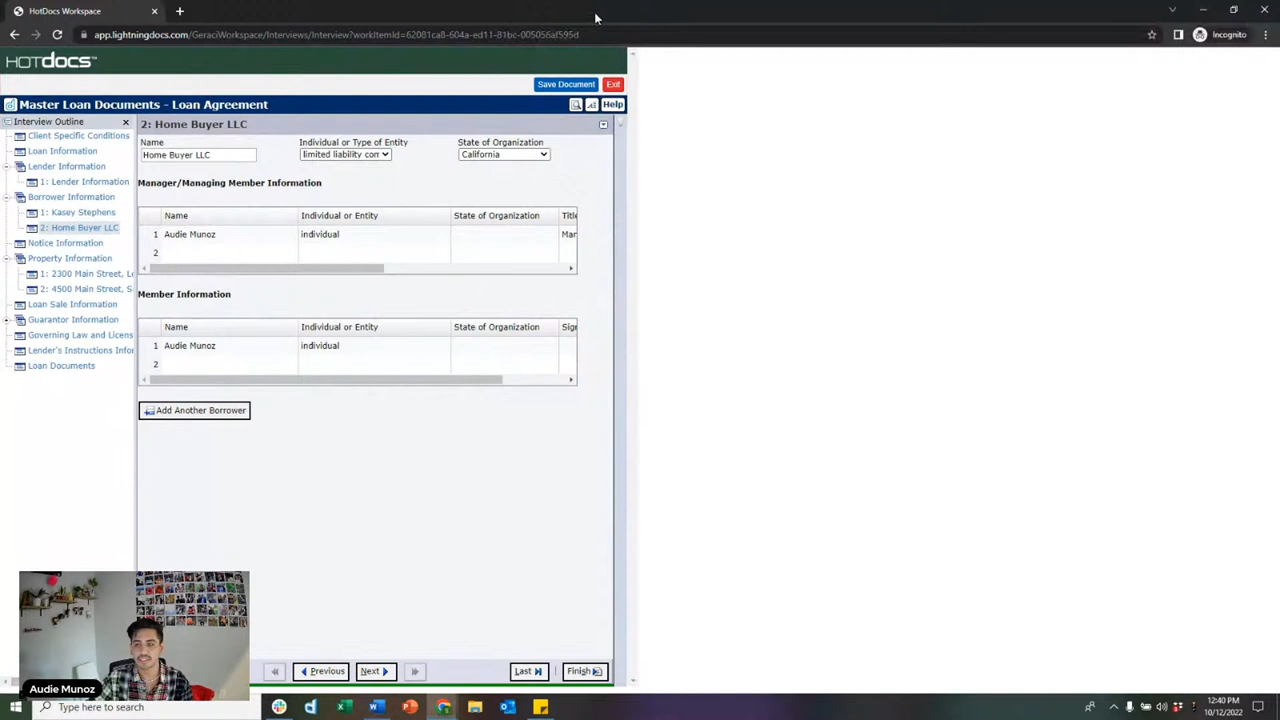 HotDocs Workspace
app.lightningdocs.com/GeraciWorkspace/Interviews/Interview?workItemId=62081ca8-604a-ed11-81bc-005056af595d
Incognito
HOTDOCS™
Save Document
Exit
Master Loan Documents - Loan Agreement
Help
Interview Outline
Client Specific Conditions
Loan Information
Lender Information
1: Lender Information
Borrower Information
1: Kasey Stephens
2: Home Buyer LLC
Notice Information
Property Information
1: 2300 Main Street, Lo
2: 4500 Main Street, S
Loan Sale Information
Guarantor Information
Governing Law and Licens
Lender's Instructions Infor
Loan Documents
2: Home Buyer LLC
Name Individual or Type of Entity State of Organization
Home Buyer LLC limited liability com California
Manager/Managing Member Information
Name Individual or Entity State of Organization Title
1 Audie Munoz individual Man
2
Member Information
Name Individual or Entity State of Organization Sig
1 Audie Munoz individual
2
Add Another Borrower
Previous Next Last Finish
Audie Munoz
Type here to search
12:40 PM
10/12/2022